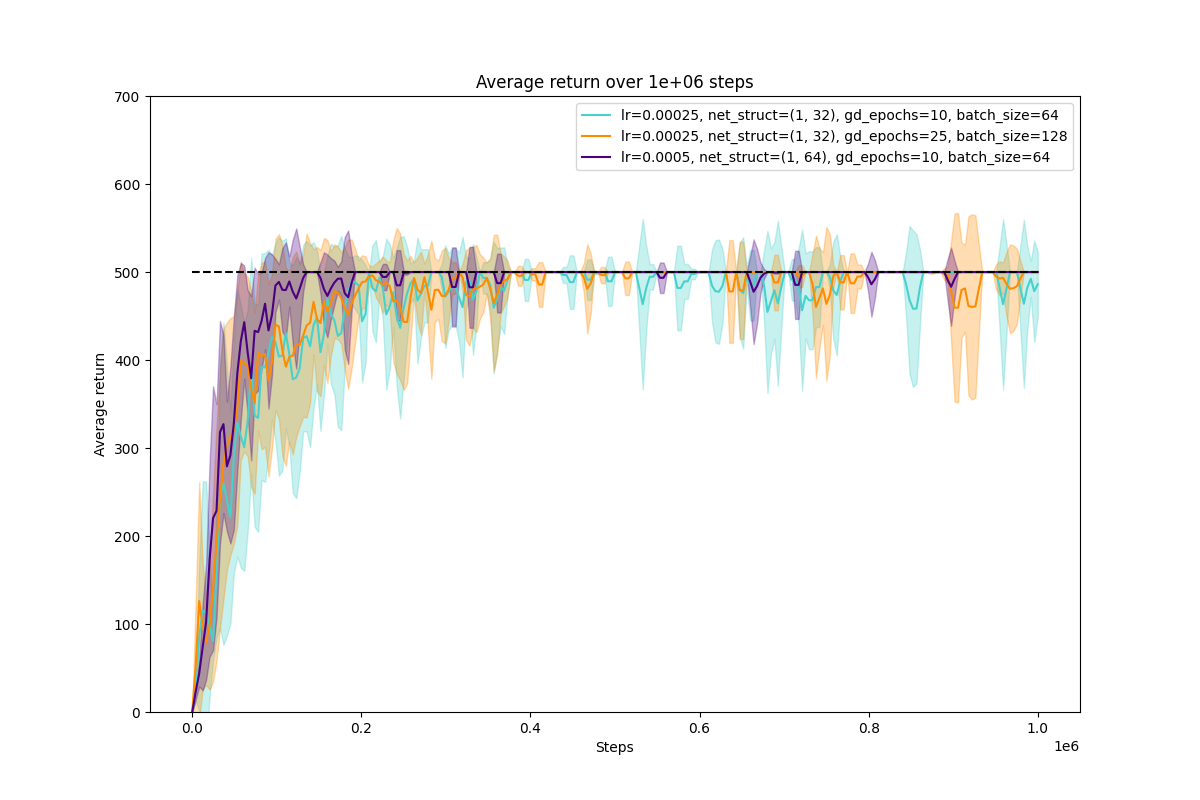 Average return over 1e+06 steps
700
600
500
400
300
200
100
0
Average return
lr=0.00025, net_struct=(1, 32), gd_epochs=10, batch_size=64
lr=0.00025, net_struct=(1, 32), gd_epochs=25, batch_size=128
lr=0.0005, net_struct=(1, 64), gd_epochs=10, batch_size=64
0.0 0.2 0.4 0.6 0.8 1.0
1e6
Steps